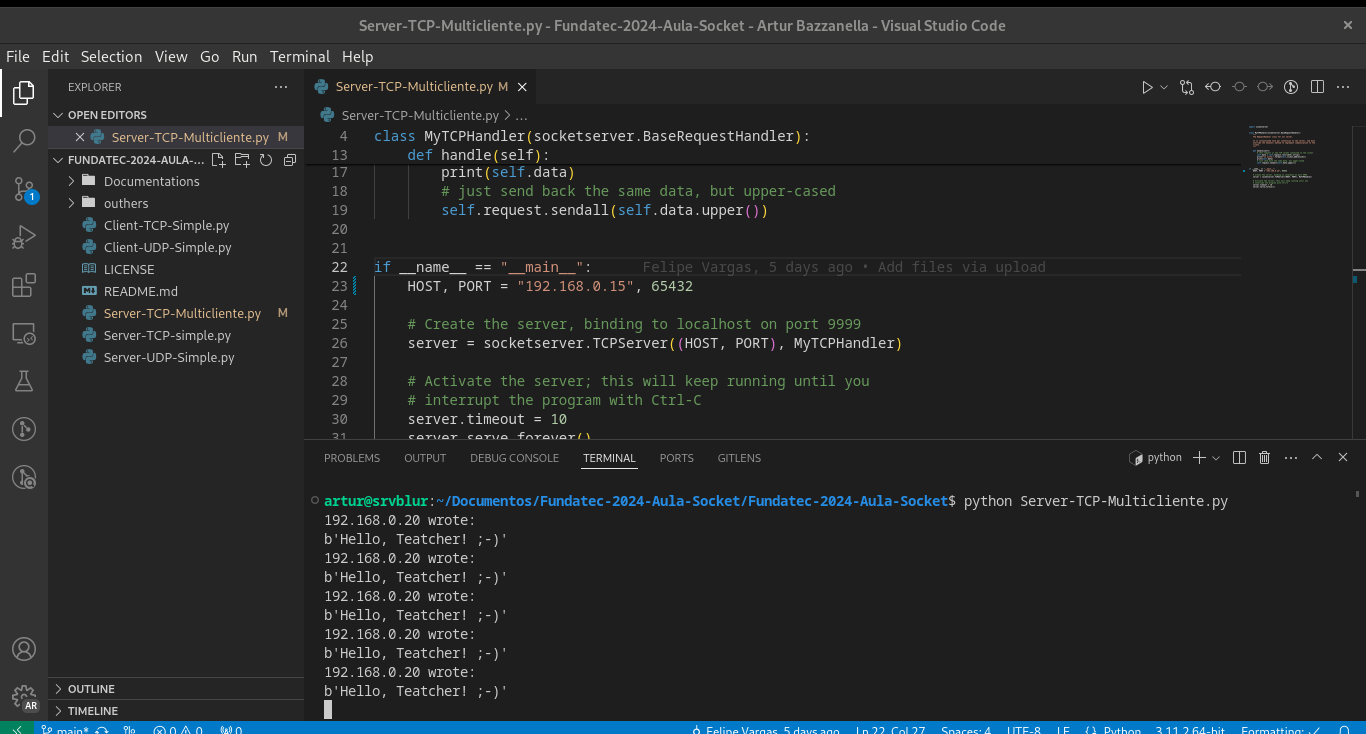 Server-TCP-Multicliente.py - Fundatec-2024-Aula-Socket - Artur Bazzanella - Visual Studio Code
File Edit Selection View Go Run Terminal Help
EXPLORER
OPEN EDITORS
Server-TCP-Multicliente.py M
FUNDATEC-2024-AULA-...
Documentations
outhers
Client-TCP-Simple.py
Client-UDP-Simple.py
LICENSE
README.md
Server-TCP-Multicliente.py M
Server-TCP-simple.py
Server-UDP-Simple.py
OUTLINE
TIMELINE
1
AR
Server-TCP-Multicliente.py M
Server-TCP-Multicliente.py > ...
4 class MyTCPHandler(socketserver.BaseRequestHandler):
13 def handle(self):
17 print(self.data)
18 # just send back the same data, but upper-cased
19 self.request.sendall(self.data.upper())
20
21
22 if __name__ == "__main__": Felipe Vargas, 5 days ago • Add files via upload
23 HOST, PORT = "192.168.0.15", 65432
24
25 # Create the server, binding to localhost on port 9999
26 server = socketserver.TCPServer((HOST, PORT), MyTCPHandler)
27
28 # Activate the server; this will keep running until you
29 # interrupt the program with Ctrl-C
30 server.timeout = 10
31 server.serve_forever()
PROBLEMS OUTPUT DEBUG CONSOLE TERMINAL PORTS GITLENS
python
artur@srvblur:~/Documentos/Fundatec-2024-Aula-Socket/Fundatec-2024-Aula-Socket$ python Server-TCP-Multicliente.py
192.168.0.20 wrote:
b'Hello, Teatcher! ;-)'
192.168.0.20 wrote:
b'Hello, Teatcher! ;-)'
192.168.0.20 wrote:
b'Hello, Teatcher! ;-)'
192.168.0.20 wrote:
b'Hello, Teatcher! ;-)'
192.168.0.20 wrote:
b'Hello, Teatcher! ;-)'
main* 0 0 0 Felipe Vargas, 5 days ago Ln 22, Col 27 Spaces: 4 UTF-8 LF Python 3.11.2 64-bit Formatting: ✓